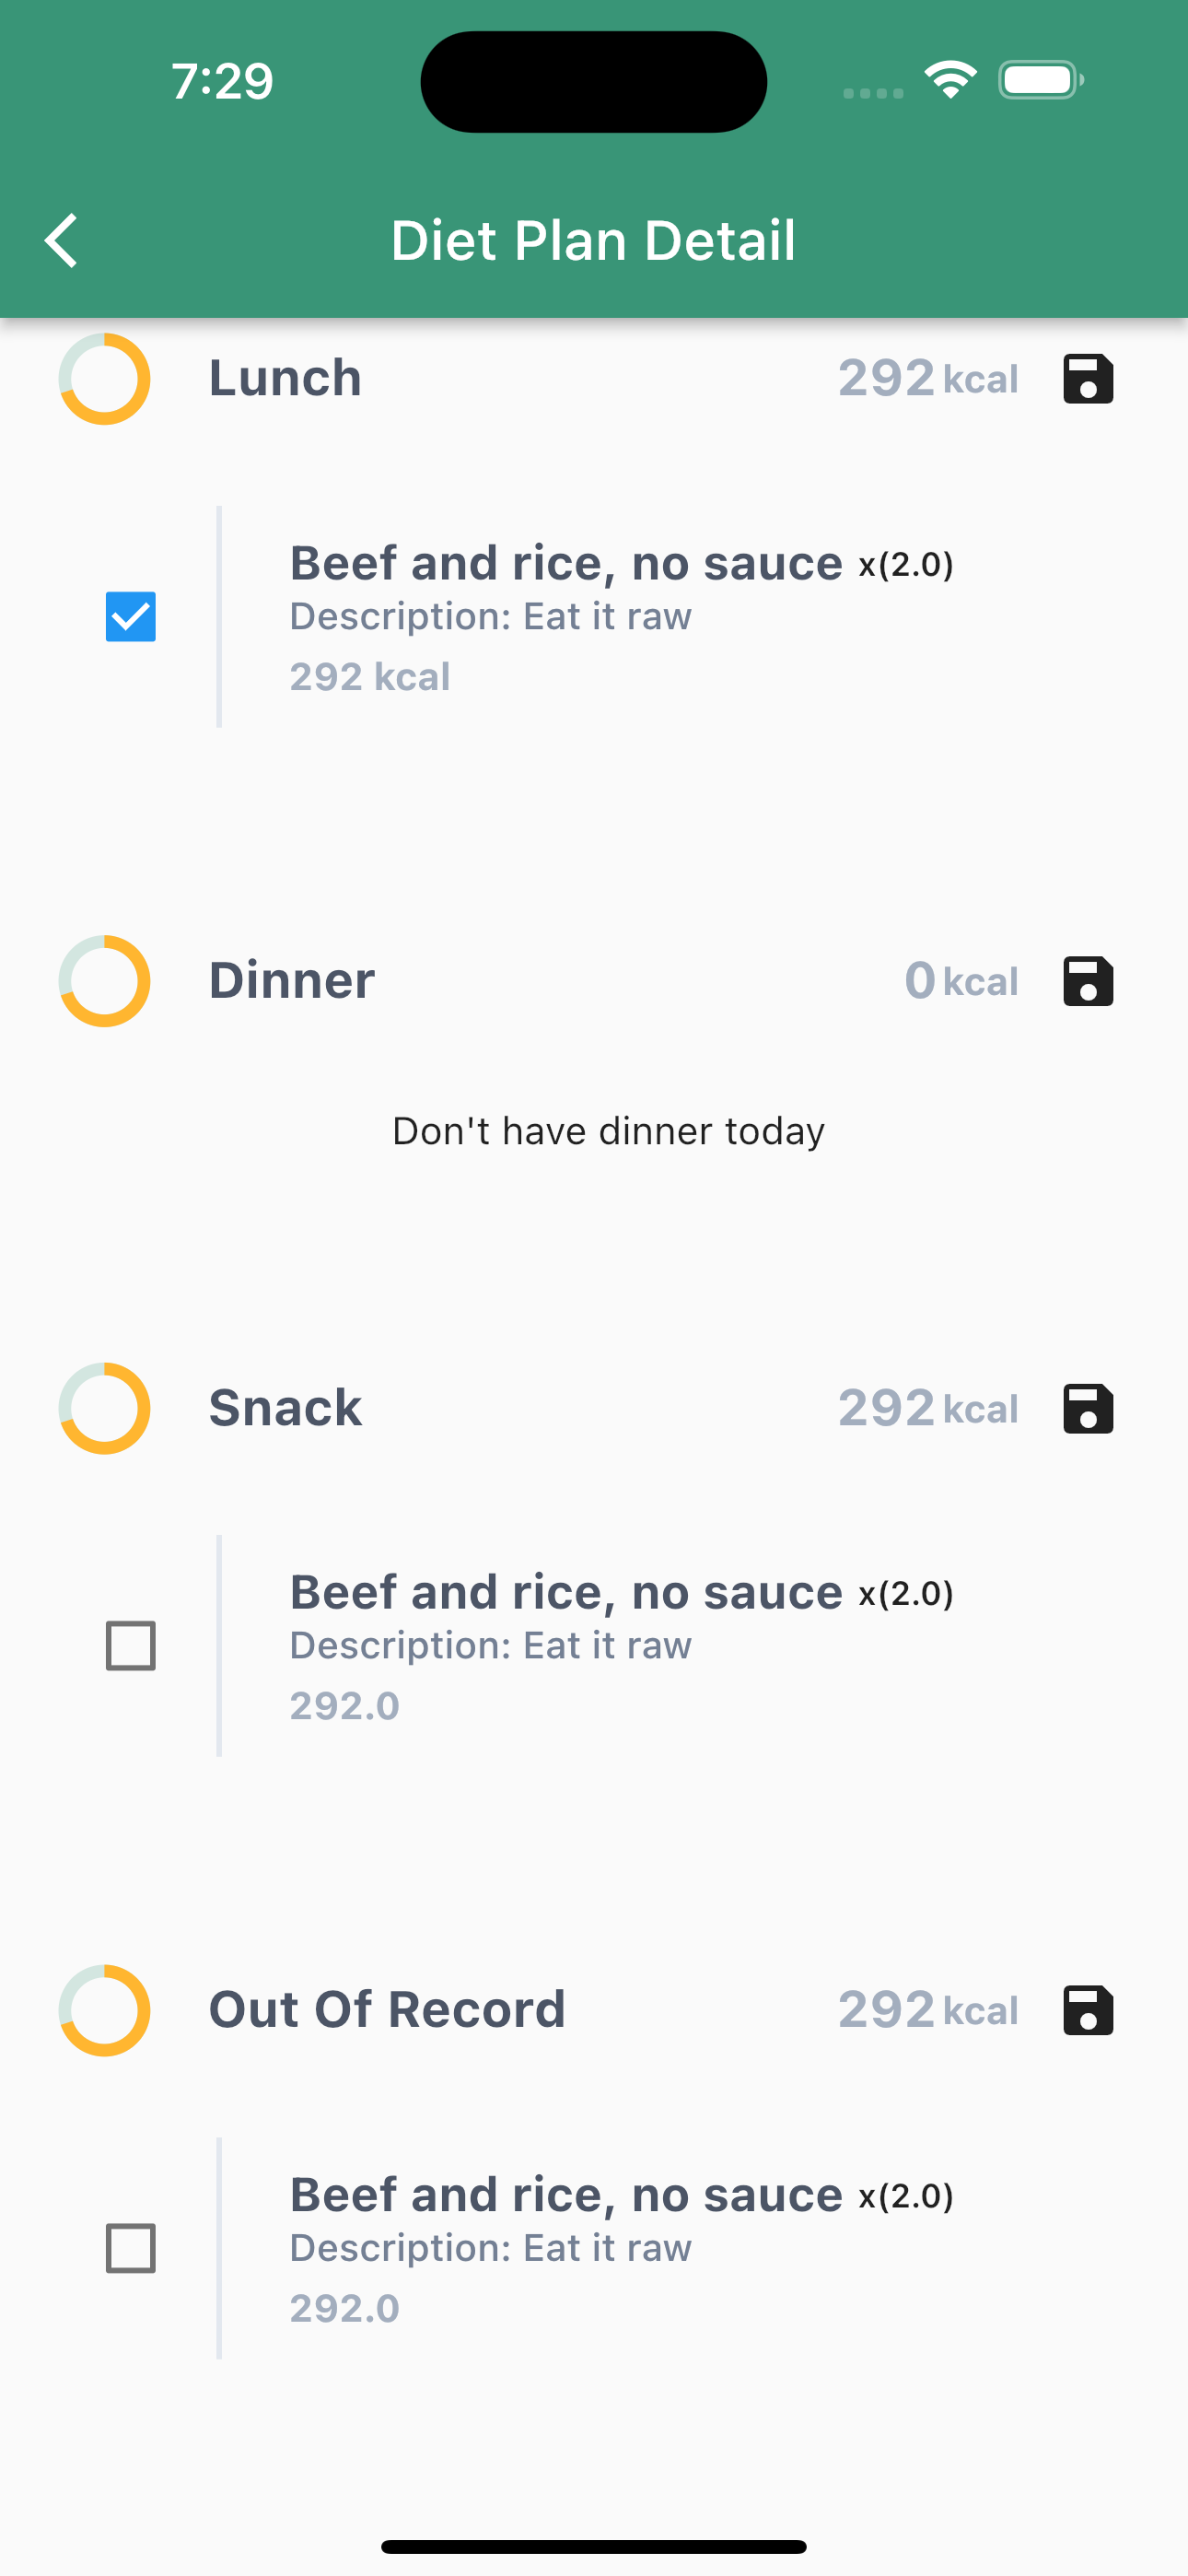 7:29
Diet Plan Detail
Lunch 292 kcal
Beef and rice, no sauce x(2.0)
Description: Eat it raw
292 kcal
Dinner 0 kcal
Don't have dinner today
Snack 292 kcal
Beef and rice, no sauce x(2.0)
Description: Eat it raw
292.0
Out Of Record 292 kcal
Beef and rice, no sauce x(2.0)
Description: Eat it raw
292.0